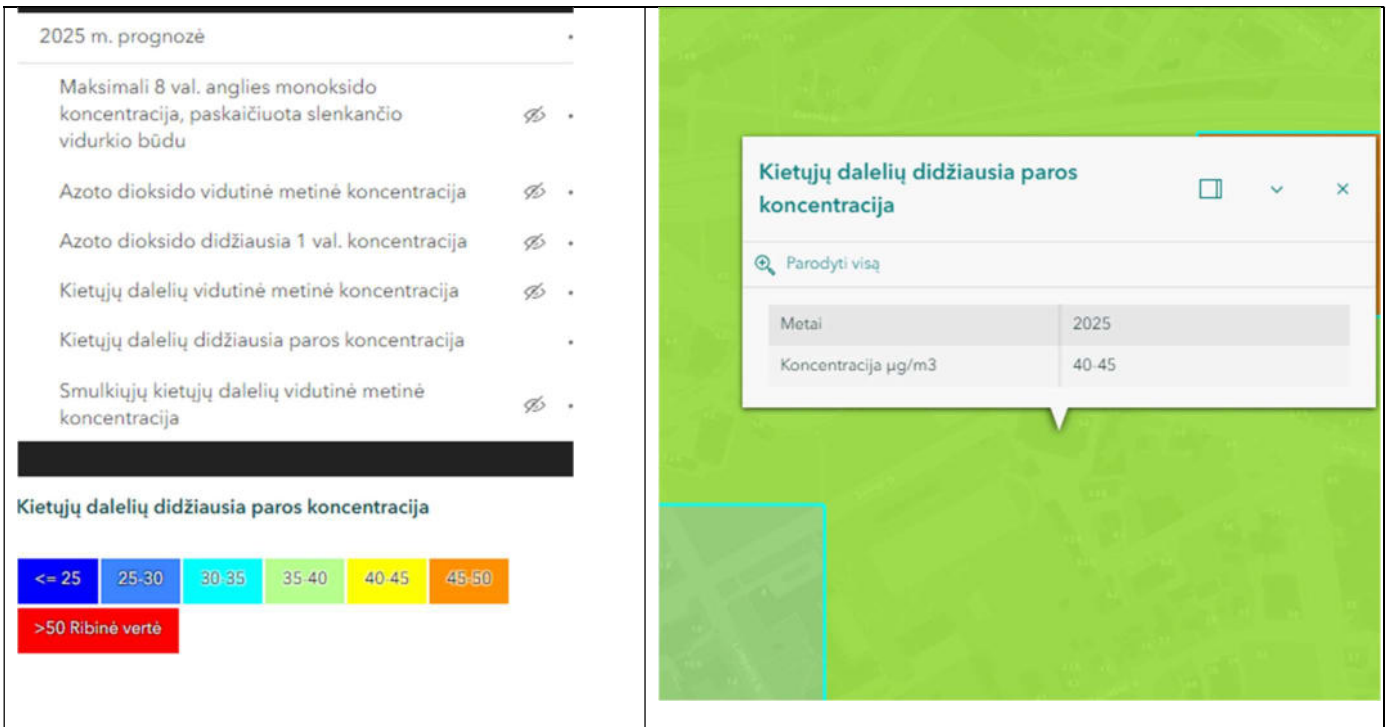 2025 m. prognozė
Maksimali 8 val. anglies monoksido
koncentracija, paskaičiuota slenkančio
vidurkio būdu
Azoto dioksido vidutinė metinė koncentracija
Azoto dioksido didžiausia 1 val. koncentracija
Kietųjų dalelių vidutinė metinė koncentracija
Kietųjų dalelių didžiausia paros koncentracija
Smulkiųjų kietųjų dalelių vidutinė metinė
koncentracija
Kietųjų dalelių didžiausia paros koncentracija
<= 25 25-30 30-35 35-40 40-45 45-50
>50 Ribinė vertė
Kietųjų dalelių didžiausia paros
koncentracija
Parodyti visą
Metai 2025
Koncentracija µg/m3 40-45